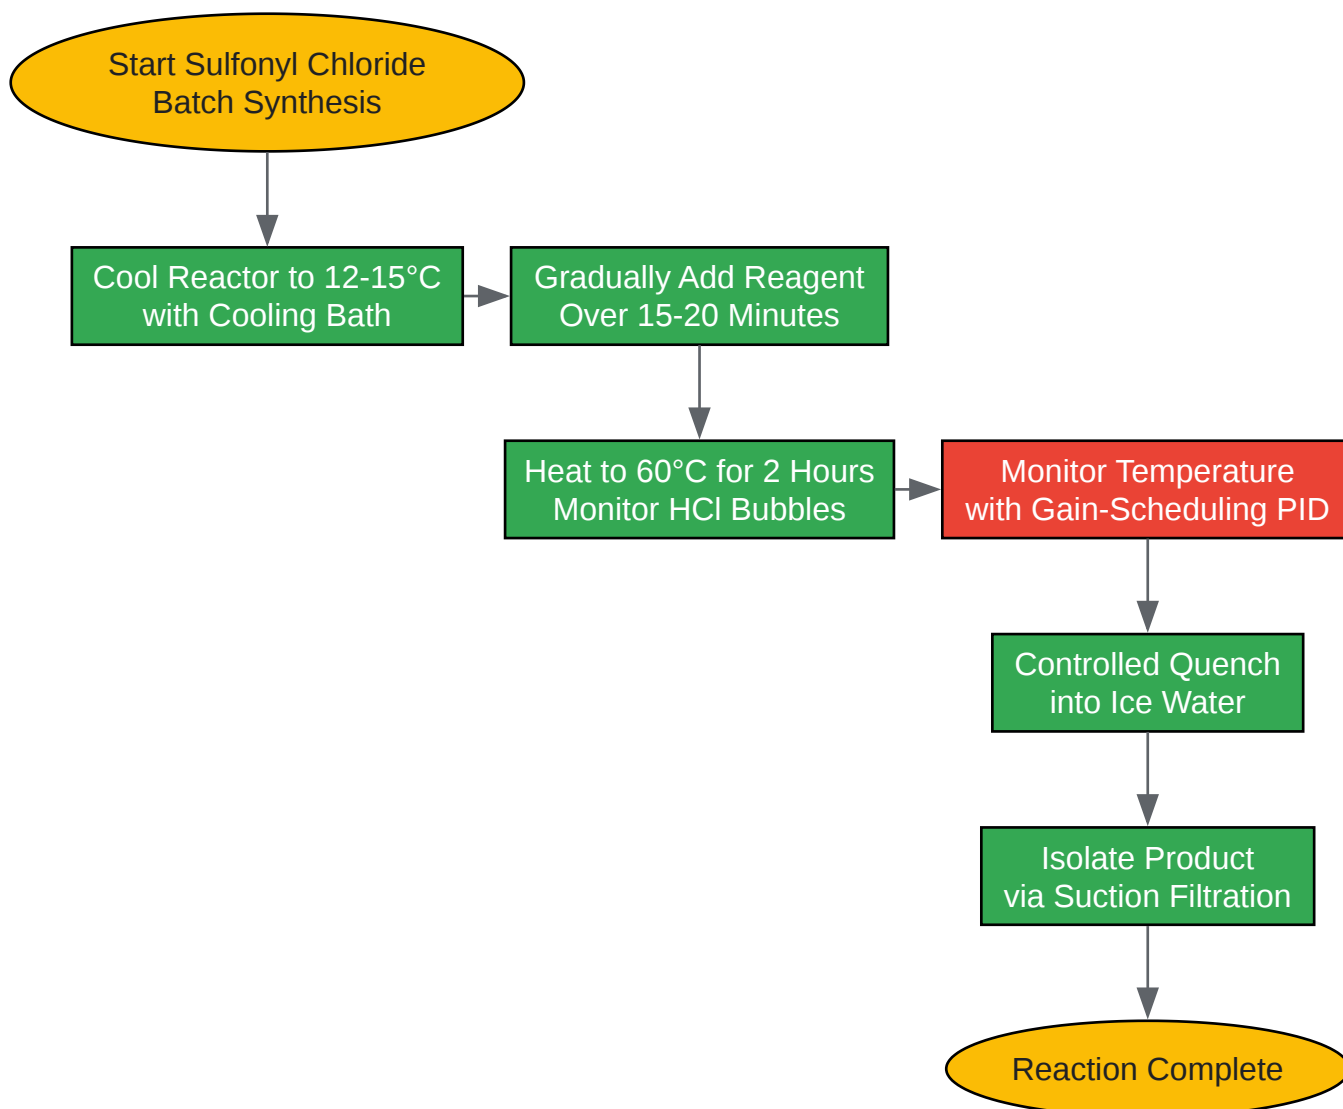 Start Sulfonyl Chloride
Batch Synthesis
Cool Reactor to 12-15°C
with Cooling Bath
Gradually Add Reagent
Over 15-20 Minutes
Heat to 60°C for 2 Hours
Monitor HCl Bubbles
Monitor Temperature
with Gain-Scheduling PID
Controlled Quench
into Ice Water
Isolate Product
via Suction Filtration
Reaction Complete